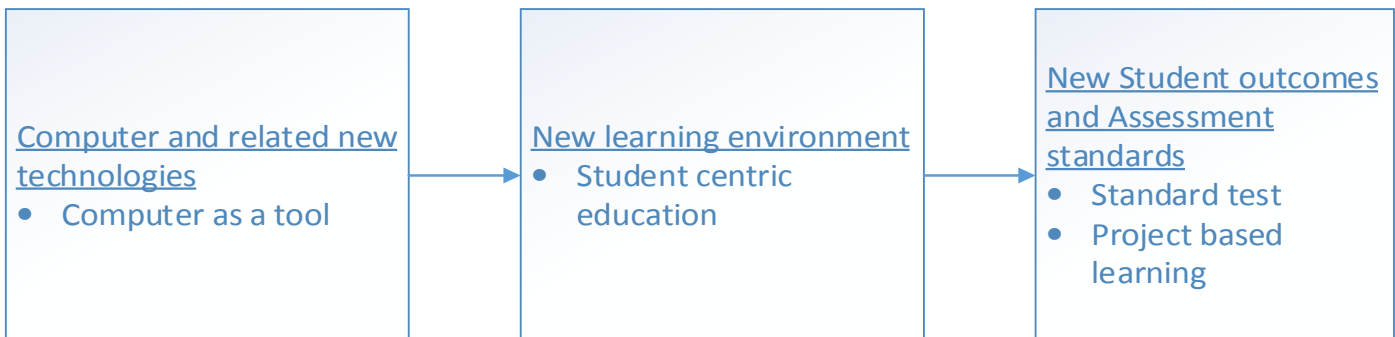 Computer and related new
technologies
• Computer as a tool
New learning environment
• Student centric
education
New Student outcomes
and Assessment
standards
• Standard test
• Project based
learning